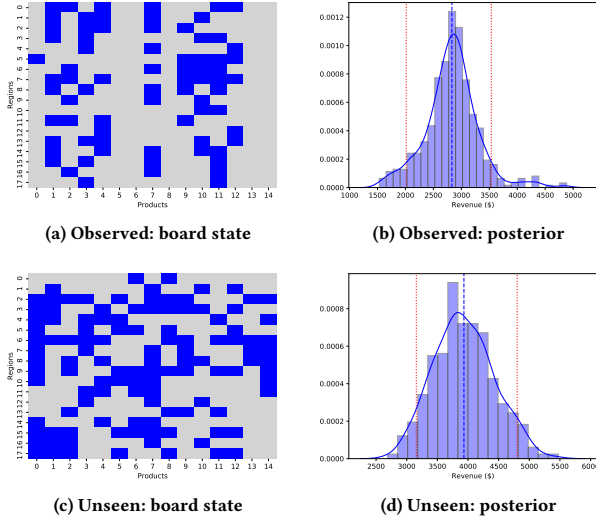 Regions
0 1 2 3 4 5 6 7 8 9 10 11 12 13 14 15 16 17
0 1 2 3 4 5 6 7 8 9 10 11 12 13 14
Products
(a) Observed: board state
0.0012
0.0010
0.0008
0.0006
0.0004
0.0002
0.0000
1000 1500 2000 2500 3000 3500 4000 4500 5000
Revenue ($)
(b) Observed: posterior
Regions
0 1 2 3 4 5 6 7 8 9 10 11 12 13 14 15 16 17
0 1 2 3 4 5 6 7 8 9 10 11 12 13 14
Products
(c) Unseen: board state
0.0008
0.0006
0.0004
0.0002
0.0000
2500 3000 3500 4000 4500 5000 5500 6000
Revenue ($)
(d) Unseen: posterior